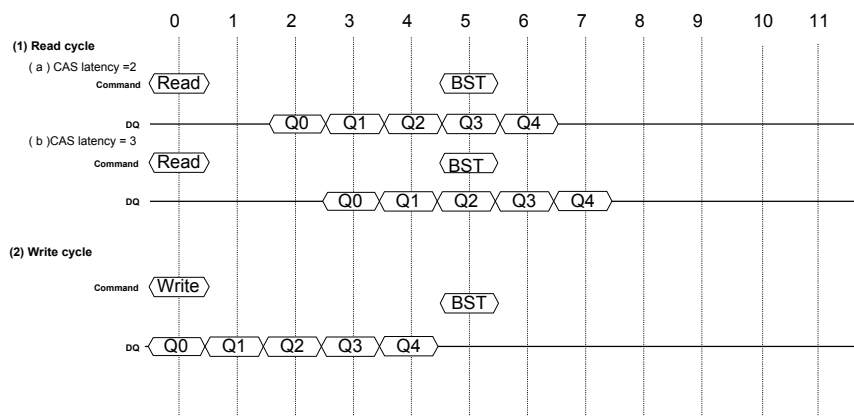 0 1 2 3 4 5 6 7 8 9 10 11
(1) Read cycle
( a ) CAS latency =2
Command Read BST
DQ Q0 Q1 Q2 Q3 Q4
( b )CAS latency = 3
Command Read BST
DQ Q0 Q1 Q2 Q3 Q4
(2) Write cycle
Command Write BST
DQ Q0 Q1 Q2 Q3 Q4